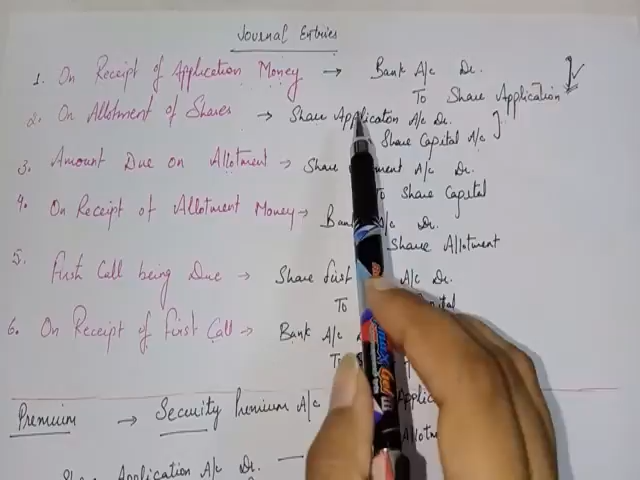 Journal Entries
1. On Receipt of Application Money → Bank A/c Dr.
To Share Application
2. On Allotment of Shares → Share Application A/c Dr.
Share Capital A/c
3. Amount Due on Allotment → Share A/c Dr.
To Share Capital
4. On Receipt of Allotment Money → A/c Dr.
Share Allotment
5. First Call being Due → Share first A/c Dr.
To
6. On Receipt of First Call → Bank A/c
Premium → Security Premium A/c
Share Application A/c Dr.